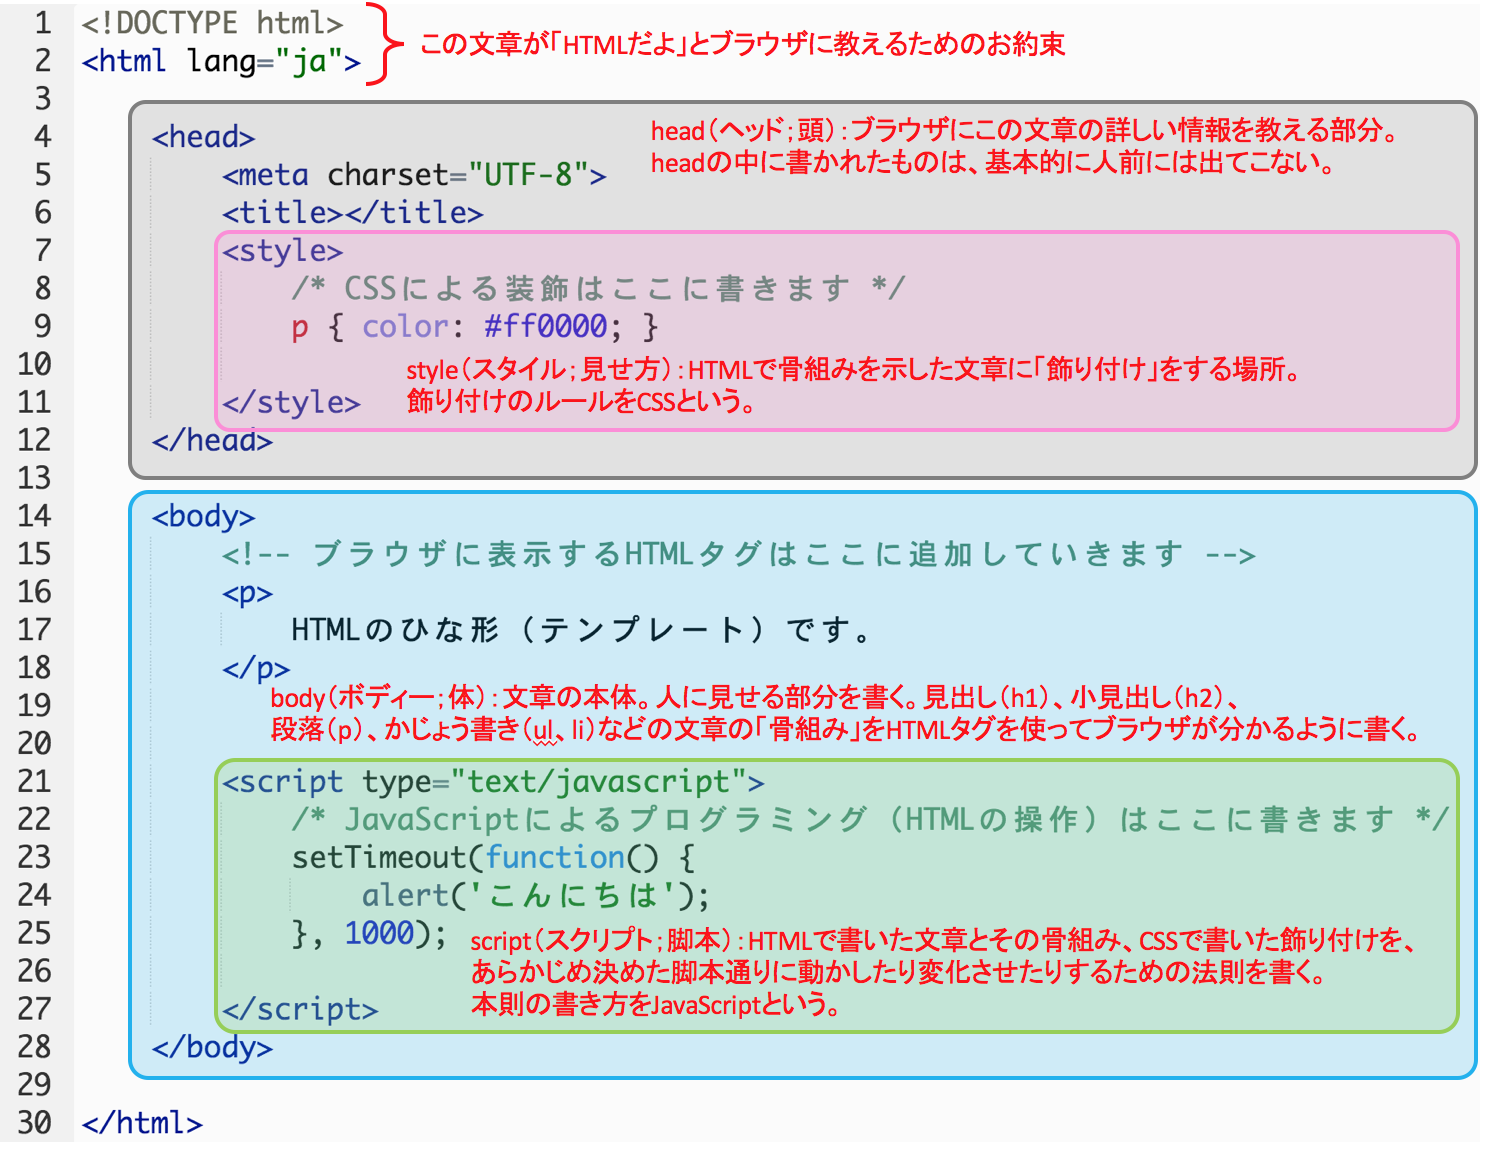 1 <!DOCTYPE html>
2 <html lang="ja">
この文章が「HTMLだよ」とブラウザに教えるためのお約束
3
4 <head>
head(ヘッド;頭):ブラウザにこの文章の詳しい情報を教える部分。
headの中に書かれたものは、基本的に人前には出てこない。
5 <meta charset="UTF-8">
6 <title></title>
7 <style>
8 /* CSSによる装飾はここに書きます */
9 p { color: #ff0000; }
10
style(スタイル;見せ方):HTMLで骨組みを示した文章に「飾り付け」をする場所。
11 </style>
飾り付けのルールをCSSという。
12 </head>
13
14 <body>
15 <!-- ブラウザに表示するHTMLタグはここに追加していきます -->
16 <p>
17 HTMLのひな形（テンプレート）です。
18 </p>
19
body(ボディー;体):文章の本体。人に見せる部分を書く。見出し(h1)、小見出し(h2)、
20
段落(p)、かじょう書き(ul、li)などの文章の「骨組み」をHTMLタグを使ってブラウザが分かるように書く。
21 <script type="text/javascript">
22 /* JavaScriptによるプログラミング（HTMLの操作）はここに書きます */
23 setTimeout(function() {
24 alert('こんにちは');
25 }, 1000);
script(スクリプト;脚本):HTMLで書いた文章とその骨組み、CSSで書いた飾り付けを、
26
あらかじめ決めた脚本通りに動かしたり変化させたりするための法則を書く。
27 </script>
本則の書き方をJavaScriptという。
28 </body>
29
30 </html>